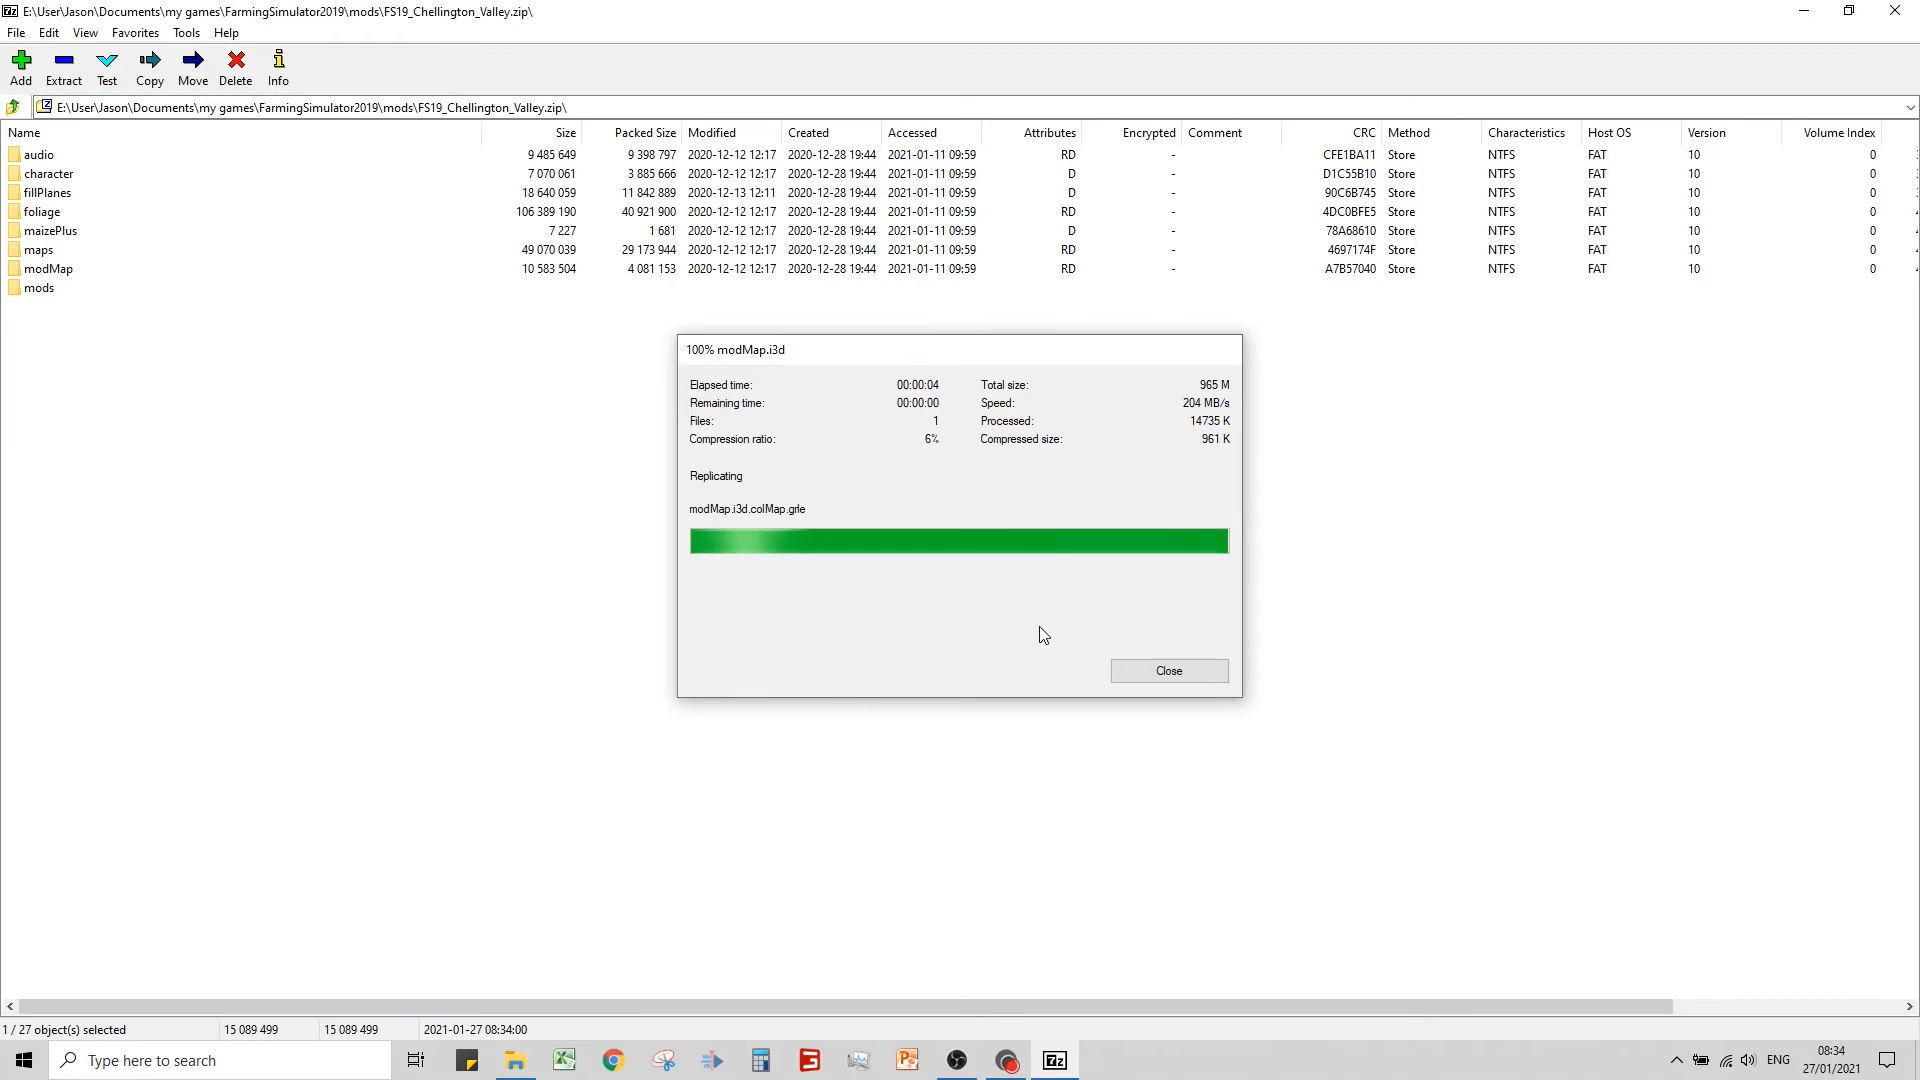 E:\User\Jason\Documents\my games\FarmingSimulator2019\mods\FS19_Chellington_Valley.zip\
File Edit View Favorites Tools Help
Add Extract Test Copy Move Delete Info
E:\User\Jason\Documents\my games\FarmingSimulator2019\mods\FS19_Chellington_Valley.zip\
Name Size Packed Size Modified Created Accessed Attributes Encrypted Comment CRC Method Characteristics Host OS Version Volume Index
audio 9 485 649 9 398 797 2020-12-12 12:17 2020-12-28 19:44 2021-01-11 09:59 RD - CFE1BA11 Store NTFS FAT 10 0
character 7 070 061 3 885 666 2020-12-12 12:17 2020-12-28 19:44 2021-01-11 09:59 D - D1C55B10 Store NTFS FAT 10 0
fillPlanes 18 640 059 11 842 889 2020-12-13 12:11 2020-12-28 19:44 2021-01-11 09:59 D - 90C6B745 Store NTFS FAT 10 0
foliage 106 389 190 40 921 900 2020-12-12 12:17 2020-12-28 19:44 2021-01-11 09:59 RD - 4DC0BFE5 Store NTFS FAT 10 0
maizePlus 7 227 1 681 2020-12-12 12:17 2020-12-28 19:44 2021-01-11 09:59 D - 78A68610 Store NTFS FAT 10 0
maps 49 070 039 29 173 944 2020-12-12 12:17 2020-12-28 19:44 2021-01-11 09:59 RD - 4697174F Store NTFS FAT 10 0
modMap 10 583 504 4 081 153 2020-12-12 12:17 2020-12-28 19:44 2021-01-11 09:59 RD - A7B57040 Store NTFS FAT 10 0
mods
100% modMap.i3d
Elapsed time: 00:00:04 Total size: 965 M
Remaining time: 00:00:00 Speed: 204 MB/s
Files: 1 Processed: 14735 K
Compression ratio: 6% Compressed size: 961 K
Replicating
modMap.i3d.colMap.grle
Close
1 / 27 object(s) selected 15 089 499 15 089 499 2021-01-27 08:34:00
Type here to search
ENG
08:34
27/01/2021